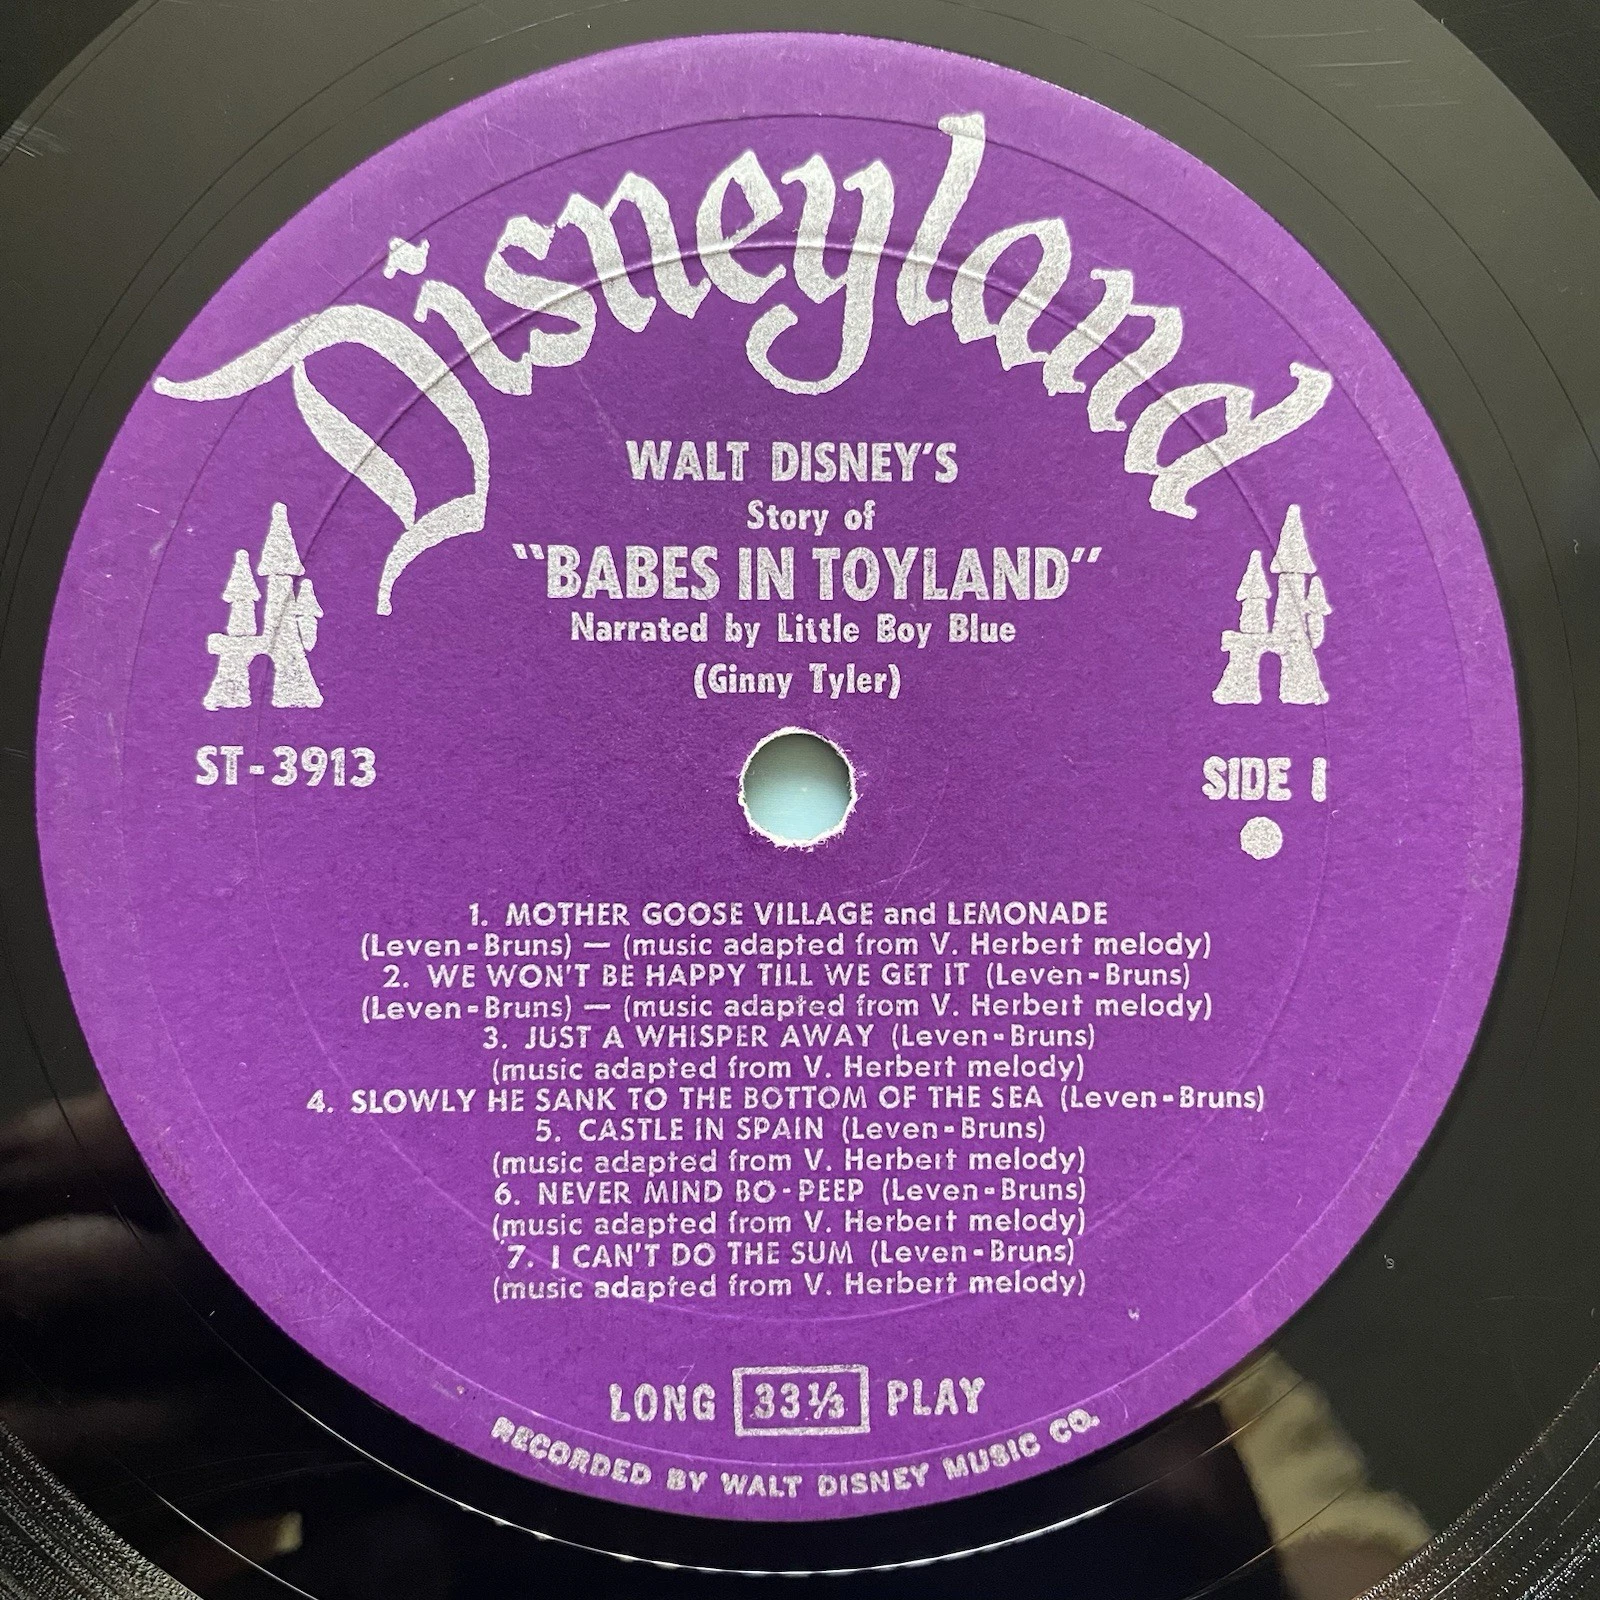 Disneyland
WALT DISNEY'S
Story of
"BABES IN TOYLAND"
Narrated by Little Boy Blue
(Ginny Tyler)
ST-3913
SIDE 1
1. MOTHER GOOSE VILLAGE and LEMONADE
(Leven-Bruns) — (music adapted from V. Herbert melody)
2. WE WON'T BE HAPPY TILL WE GET IT (Leven-Bruns)
(Leven-Bruns) — (music adapted from V. Herbert melody)
3. JUST A WHISPER AWAY (Leven-Bruns)
(music adapted from V. Herbert melody)
4. SLOWLY HE SANK TO THE BOTTOM OF THE SEA (Leven-Bruns)
5. CASTLE IN SPAIN (Leven-Bruns)
(music adapted from V. Herbert melody)
6. NEVER MIND BO-PEEP (Leven-Bruns)
(music adapted from V. Herbert melody)
7. I CAN'T DO THE SUM (Leven-Bruns)
(music adapted from V. Herbert melody)
LONG 33⅓ PLAY
RECORDED BY WALT DISNEY MUSIC CO.